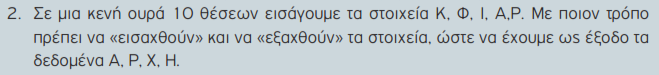 2. Σε μια κενή ουρά 10 θέσεων εισάγουμε τα στοιχεία Κ, Φ, Ι, Α,Ρ. Με ποιον τρόπο
πρέπει να «εισαχθούν» και να «εξαχθούν» τα στοιχεία, ώστε να έχουμε ως έξοδο τα
δεδομένα Α, Ρ, Χ, Η.